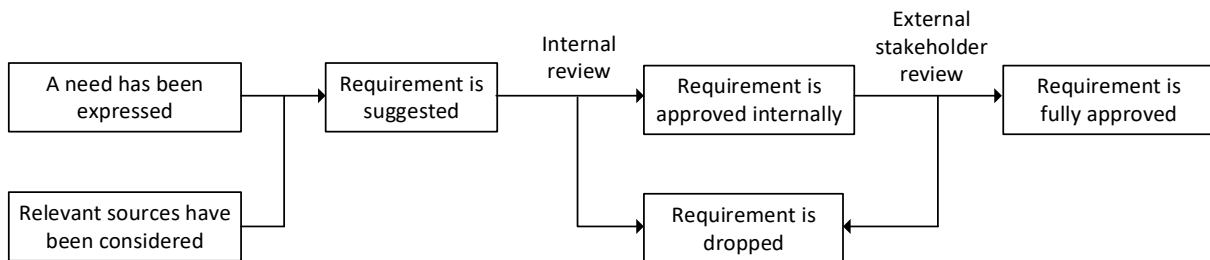 A need has been
expressed
Requirement is
suggested
Internal
review
Requirement is
approved internally
External
stakeholder
review
Requirement is
fully approved
Relevant sources have
been considered
Requirement is
dropped